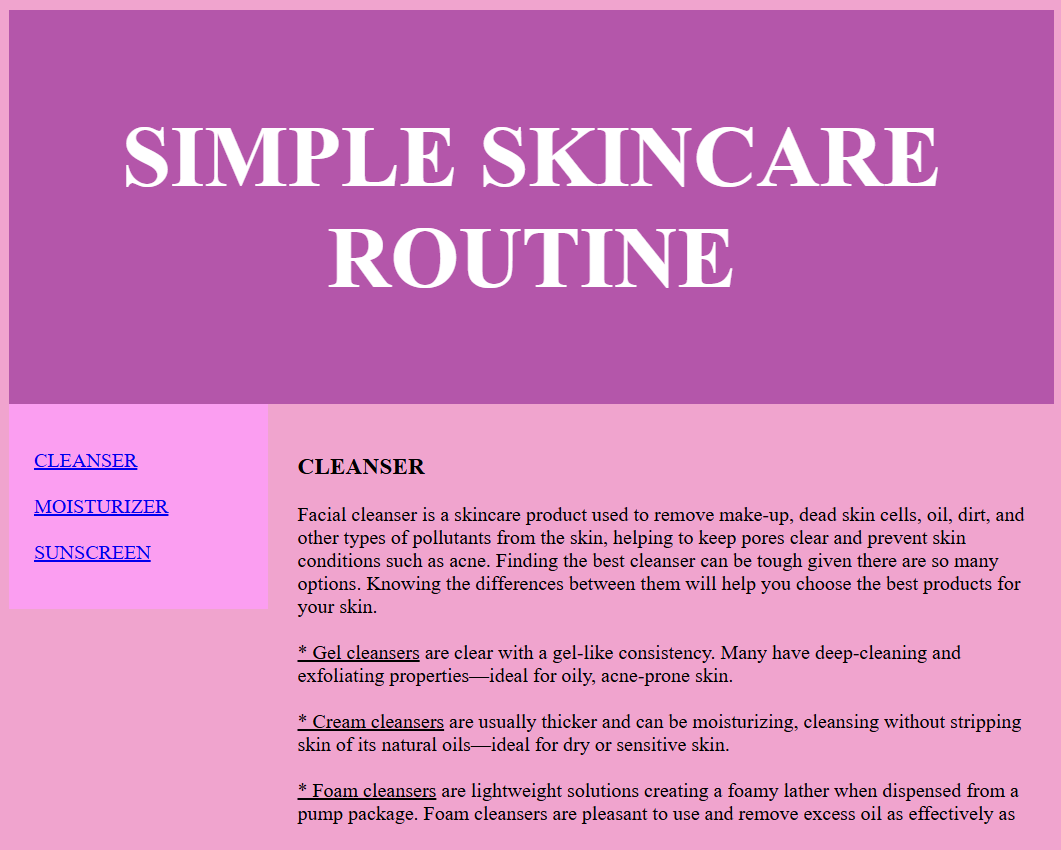 SIMPLE SKINCARE
ROUTINE
CLEANSER
MOISTURIZER
SUNSCREEN
CLEANSER
Facial cleanser is a skincare product used to remove make-up, dead skin cells, oil, dirt, and
other types of pollutants from the skin, helping to keep pores clear and prevent skin
conditions such as acne. Finding the best cleanser can be tough given there are so many
options. Knowing the differences between them will help you choose the best products for
your skin.
* Gel cleansers are clear with a gel-like consistency. Many have deep-cleaning and
exfoliating properties—ideal for oily, acne-prone skin.
* Cream cleansers are usually thicker and can be moisturizing, cleansing without stripping
skin of its natural oils—ideal for dry or sensitive skin.
* Foam cleansers are lightweight solutions creating a foamy lather when dispensed from a
pump package. Foam cleansers are pleasant to use and remove excess oil as effectively as